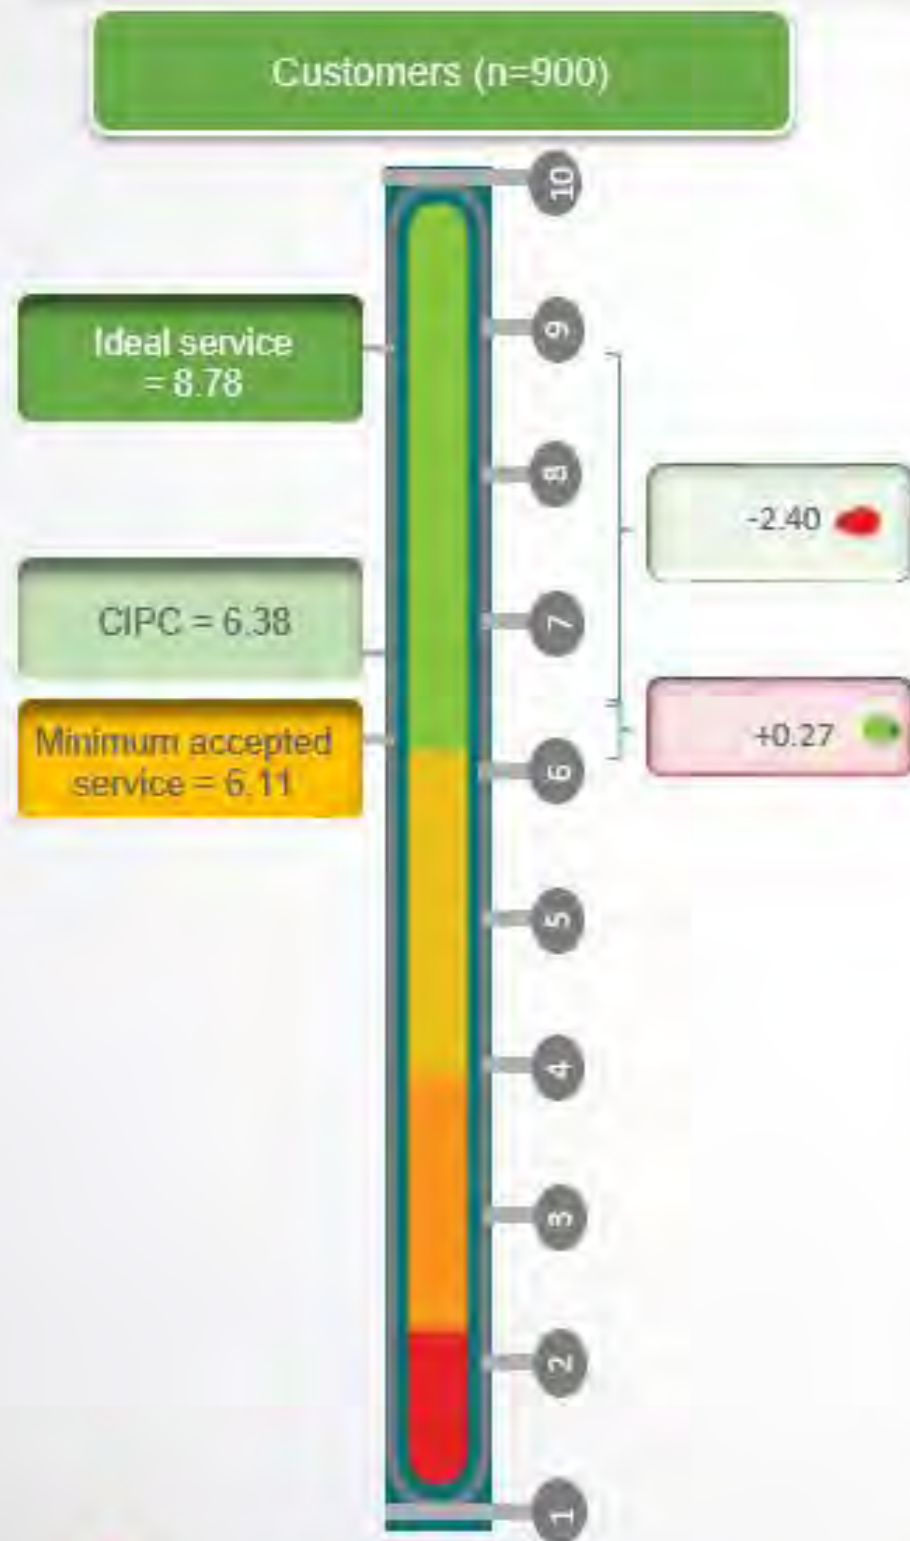 Customers (n=900)
10
Ideal service
= 8.78
9
8
-2.40
CIPC = 6.38
7
Minimum accepted
service = 6.11
+0.27
6
5
4
3
2
1